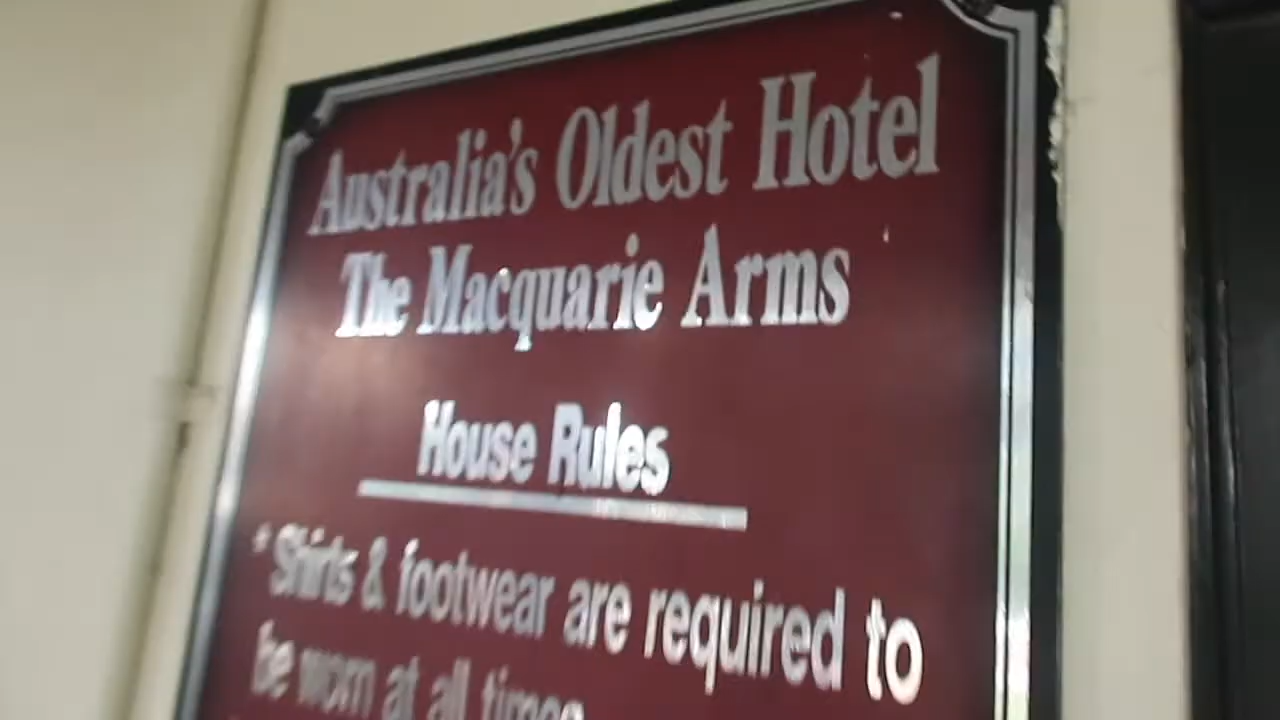 Australia's Oldest Hotel
The Macquarie Arms
House Rules
* Shirts & footwear are required to
be worn at all times